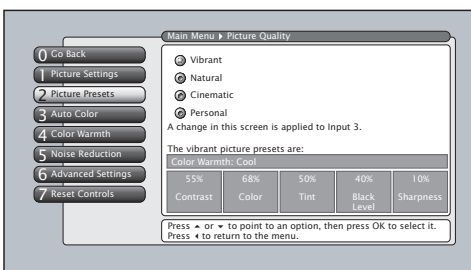 Main Menu ▸ Picture Quality
0 Go Back
1 Picture Settings
2 Picture Presets
3 Auto Color
4 Color Warmth
5 Noise Reduction
6 Advanced Settings
7 Reset Controls
Vibrant
Natural
Cinematic
Personal
A change in this screen is applied to Input 3.
The vibrant picture presets are:
Color Warmth: Cool
55% 68% 50% 40% 10%
Contrast Color Tint Black Sharpness
Level
Press ▲ or ▼ to point to an option, then press OK to select it.
Press ◂ to return to the menu.